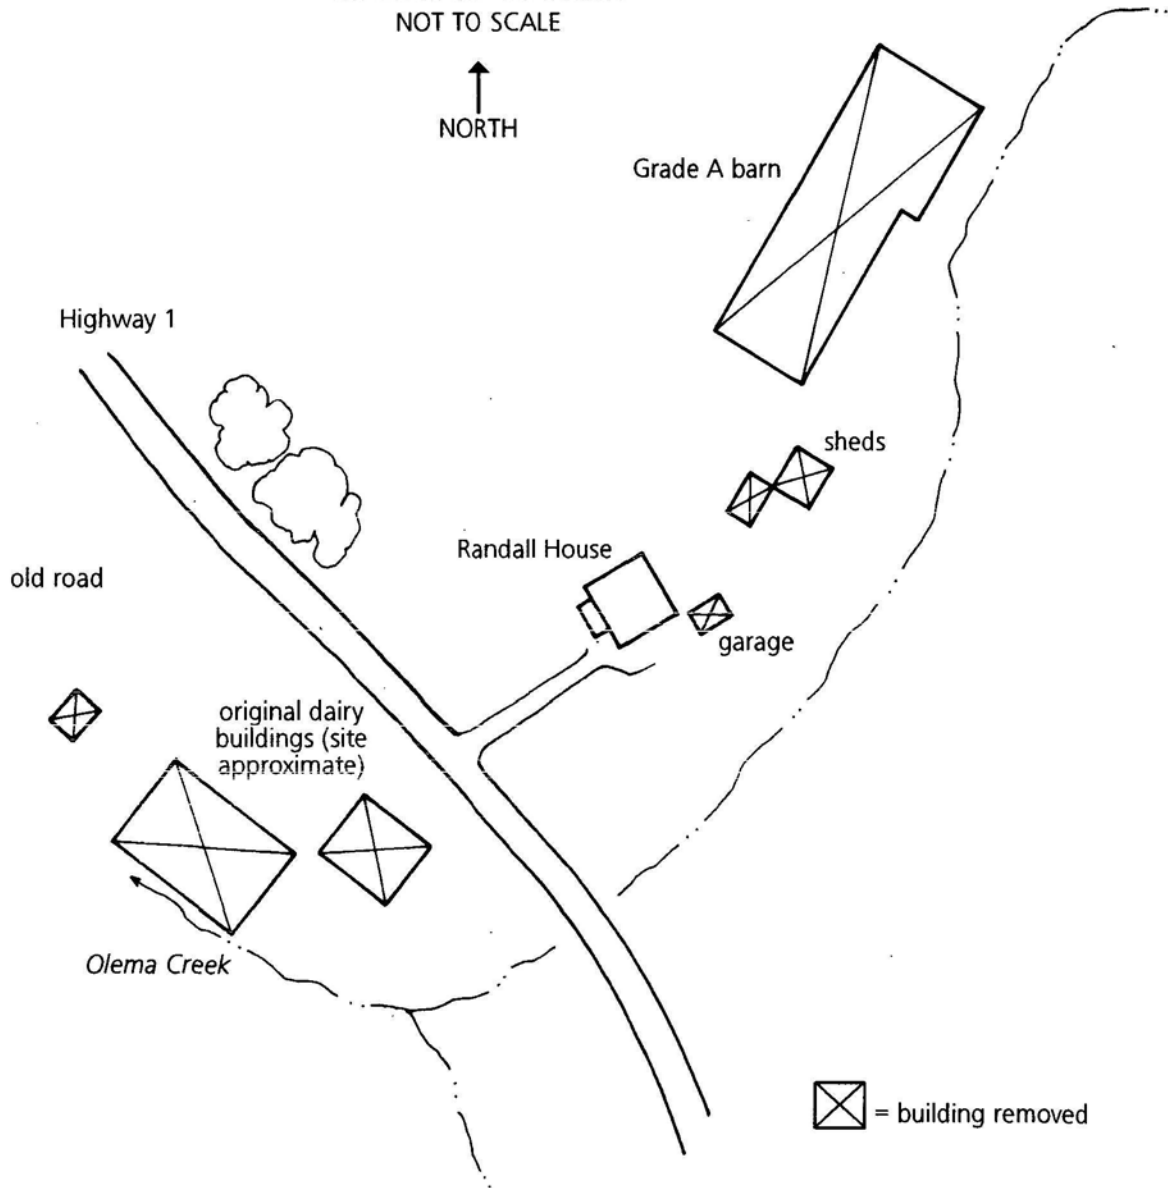 NOT TO SCALE
NORTH
Grade A barn
Highway 1
sheds
Randall House
old road
garage
original dairy
buildings (site
approximate)
Olema Creek
= building removed